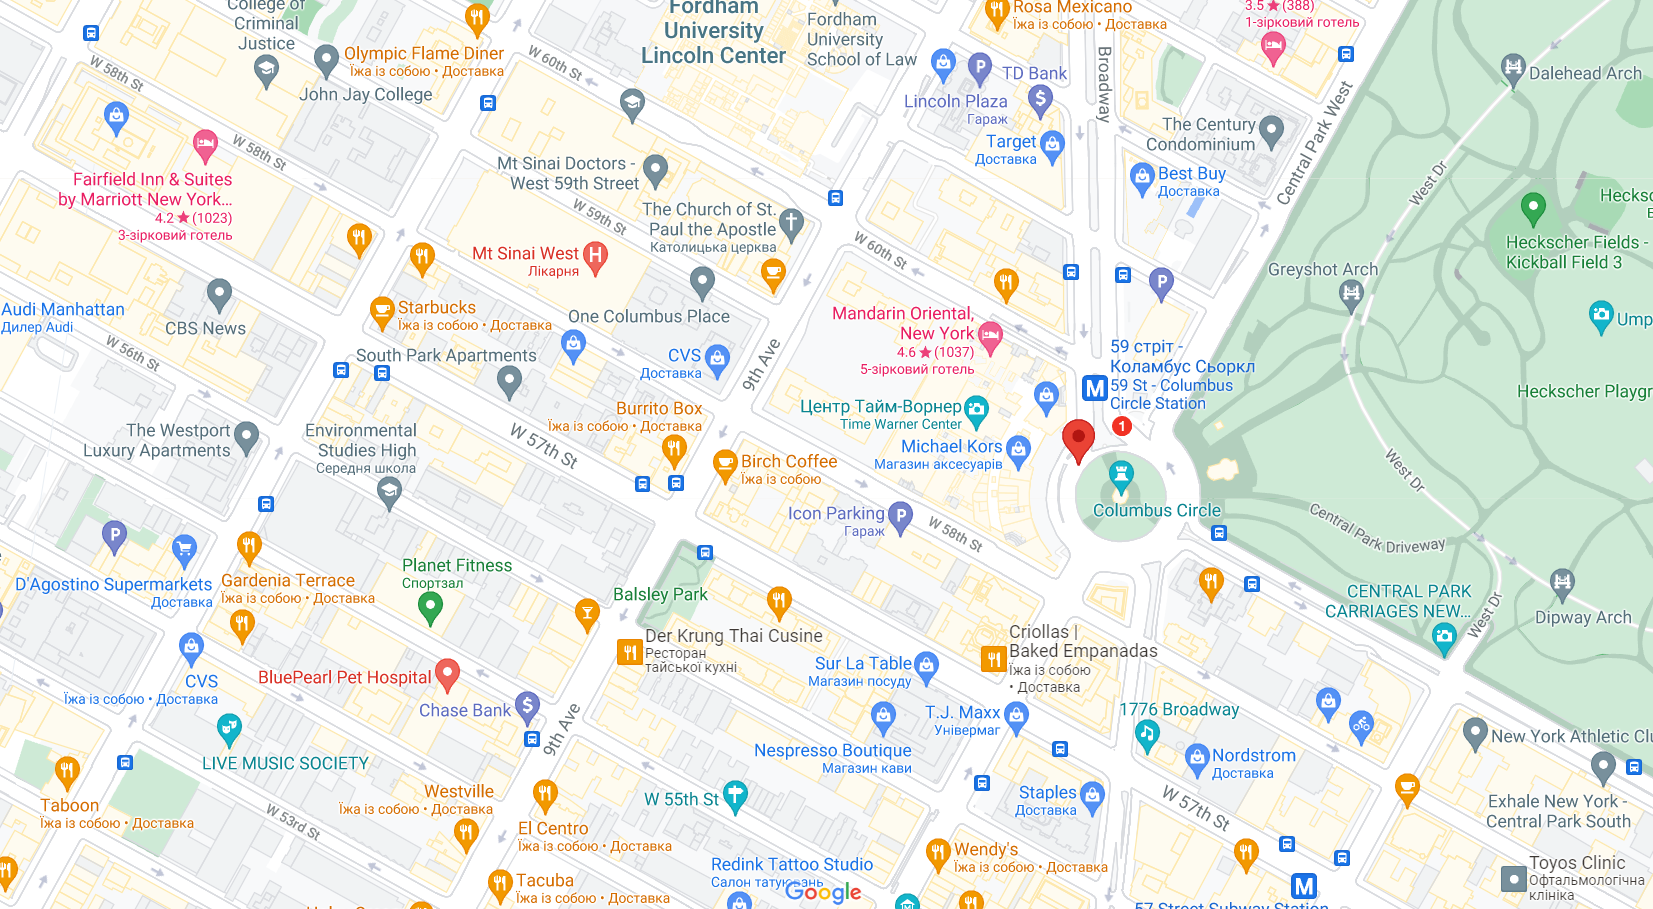 College of
Criminal
Justice
Olympic Flame Diner
Їжа із собою • Доставка
John Jay College
W 58th St
W 60th St
Fordham
University
Lincoln Center
Fordham
University
School of Law
Rosa Mexicano
Їжа із собою • Доставка
3.5 ★ (388)
1-зірковий готель
Broadway
TD Bank
Lincoln Plaza
Гараж
Target
Доставка
The Century
Condominium
Best Buy
Доставка
Central Park West
Dalehead Arch
West Dr
Heckscher Fields -
Kickball Field 3
Greyshot Arch
W 58th St
Fairfield Inn & Suites
by Marriott New York...
4.2 ★ (1023)
3-зірковий готель
Mt Sinai Doctors -
West 59th Street
W 59th St
The Church of St.
Paul the Apostle
Католицька церква
Mt Sinai West
Лікарня
W 60th St
Audi Manhattan
Дилер Audi
CBS News
Starbucks
Їжа із собою • Доставка
One Columbus Place
Mandarin Oriental,
New York
4.6 ★ (1037)
5-зірковий готель
W 56th St
South Park Apartments
CVS
Доставка
9th Ave
59 стріт -
Коламбус Сьоркл
59 St - Columbus
Circle Station
M
1
Burrito Box
Їжа із собою • Доставка
Центр Тайм-Ворнер
Time Warner Center
Michael Kors
Магазин аксесуарів
The Westport
Luxury Apartments
Environmental
Studies High
Середня школа
W 57th St
Birch Coffee
Їжа із собою
Icon Parking
Гараж
W 58th St
Columbus Circle
West Dr
Central Park Driveway
D'Agostino Supermarkets
Доставка
Gardenia Terrace
Їжа із собою • Доставка
Planet Fitness
Спортзал
Balsley Park
CENTRAL PARK
CARRIAGES NEW...
West Dr
Dipway Arch
Der Krung Thai Cusine
Ресторан
тайської кухні
Criollas |
Baked Empanadas
Їжа із собою
• Доставка
Sur La Table
Магазин посуду
BluePearl Pet Hospital
CVS
Їжа із собою • Доставка
Chase Bank
9th Ave
T.J. Maxx
Універмаг
1776 Broadway
LIVE MUSIC SOCIETY
Nespresso Boutique
Магазин кави
Nordstrom
Доставка
W 57th St
Taboon
Їжа із собою • Доставка
W 53rd St
Westville
Їжа із собою • Доставка
El Centro
Їжа із собою • Доставка
W 55th St
Staples
Доставка
Exhale New York -
Central Park South
Redink Tattoo Studio
Wendy's
Їжа із собою • Доставка
Tacuba
Їжа із собою • Доставка
Google
M
57 Street Subway Station
Toyos Clinic
Офтальмологічна
клініка